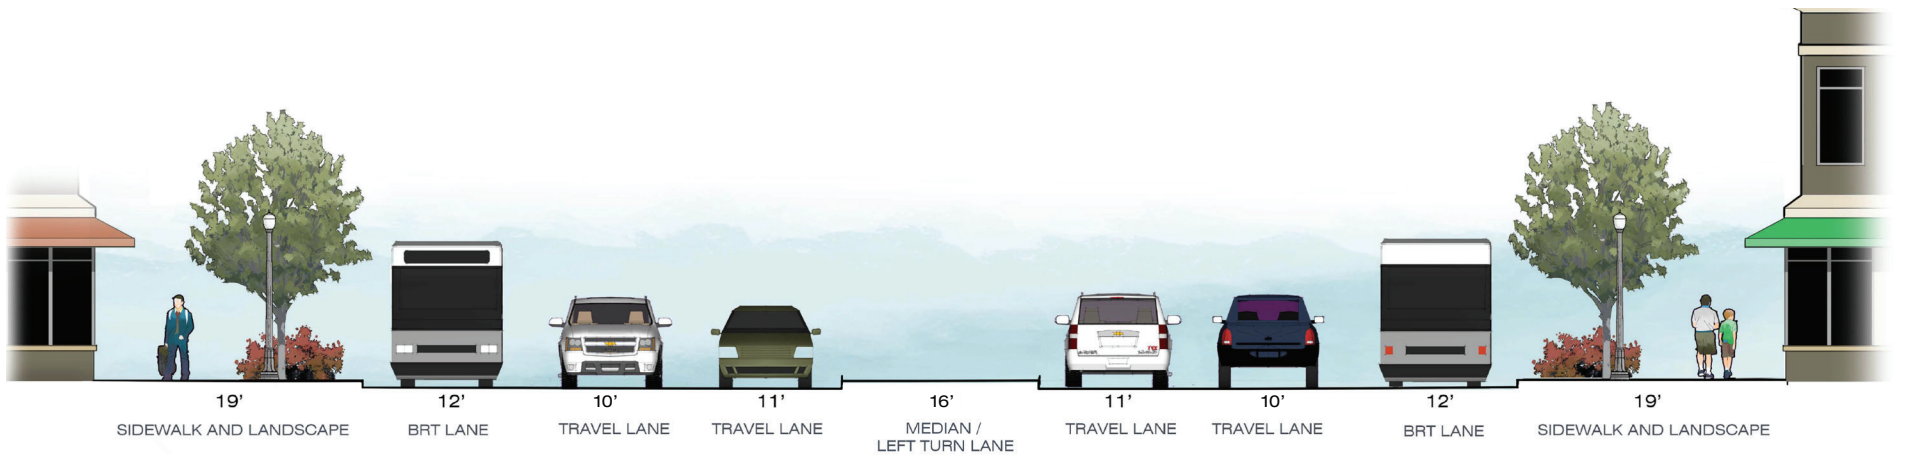 19’ 12’ 10’ 11’ 16’ 11’ 10’ 12’ 19’
SIDEWALK AND LANDSCAPE BRT LANE TRAVEL LANE TRAVEL LANE MEDIAN / TRAVEL LANE TRAVEL LANE BRT LANE SIDEWALK AND LANDSCAPE
LEFT TURN LANE